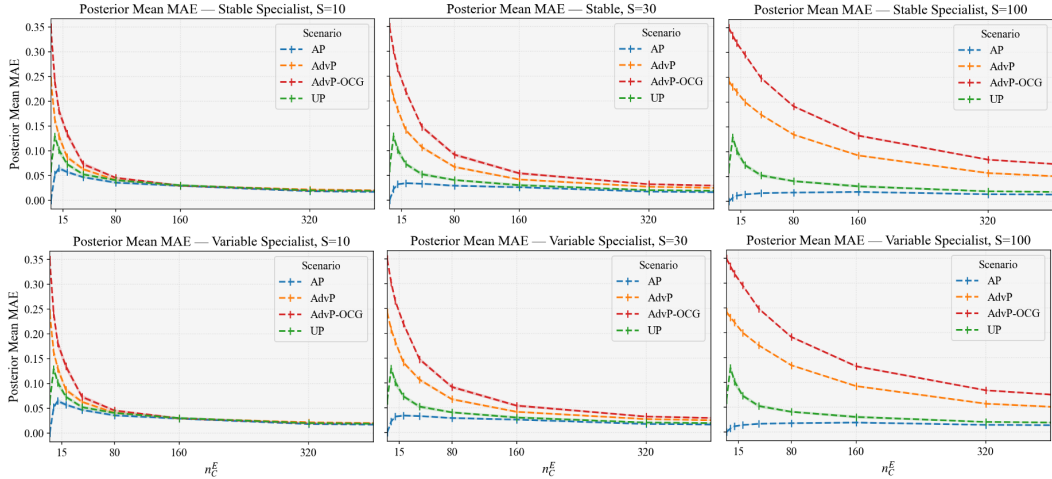 Posterior Mean MAE — Stable Specialist, S=10
Posterior Mean MAE — Stable, S=30
Posterior Mean MAE — Stable Specialist, S=100
Posterior Mean MAE
0.35
0.30
0.25
0.20
0.15
0.10
0.05
0.00
Scenario
AP
AdvP
AdvP-OCG
UP
Scenario
AP
AdvP
AdvP-OCG
UP
Scenario
AP
AdvP
AdvP-OCG
UP
15 80 160 320
15 80 160 320
15 80 160 320
Posterior Mean MAE — Variable Specialist, S=10
Posterior Mean MAE — Variable Specialist, S=30
Posterior Mean MAE — Variable Specialist, S=100
Posterior Mean MAE
0.35
0.30
0.25
0.20
0.15
0.10
0.05
0.00
Scenario
AP
AdvP
AdvP-OCG
UP
Scenario
AP
AdvP
AdvP-OCG
UP
Scenario
AP
AdvP
AdvP-OCG
UP
15 80 160 320
15 80 160 320
15 80 160 320
$n_C^E$
$n_C^E$
$n_C^E$